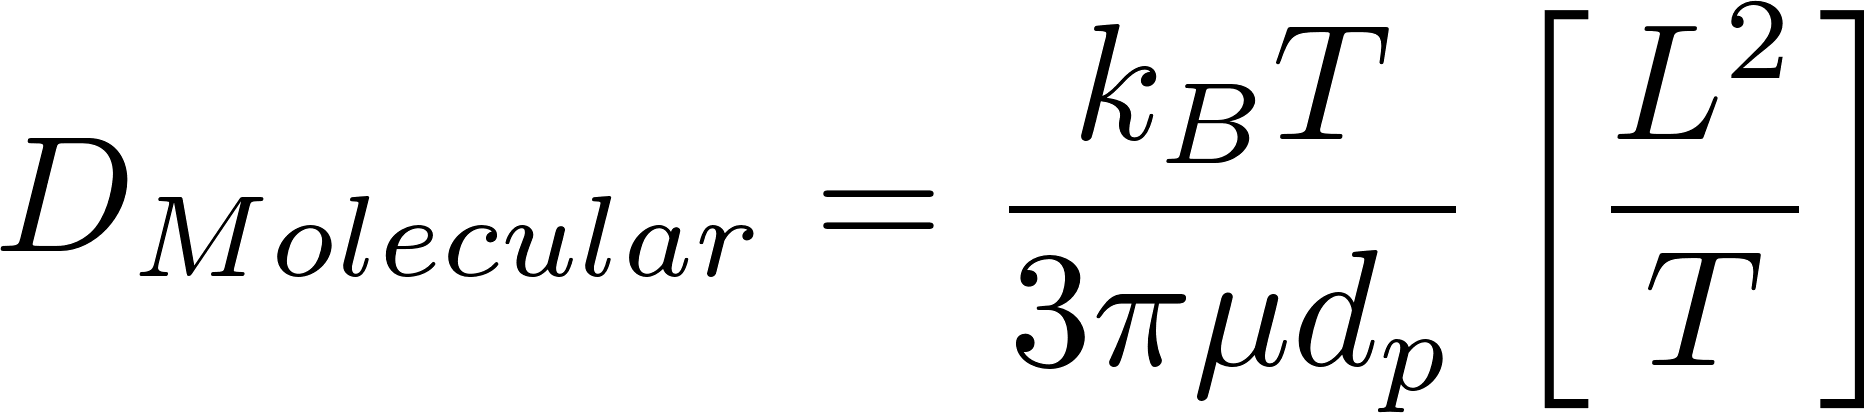 $D_{Molecular} = \frac{k_B T}{3 \pi \mu d_p} \left[ \frac{L^2}{T} \right]$